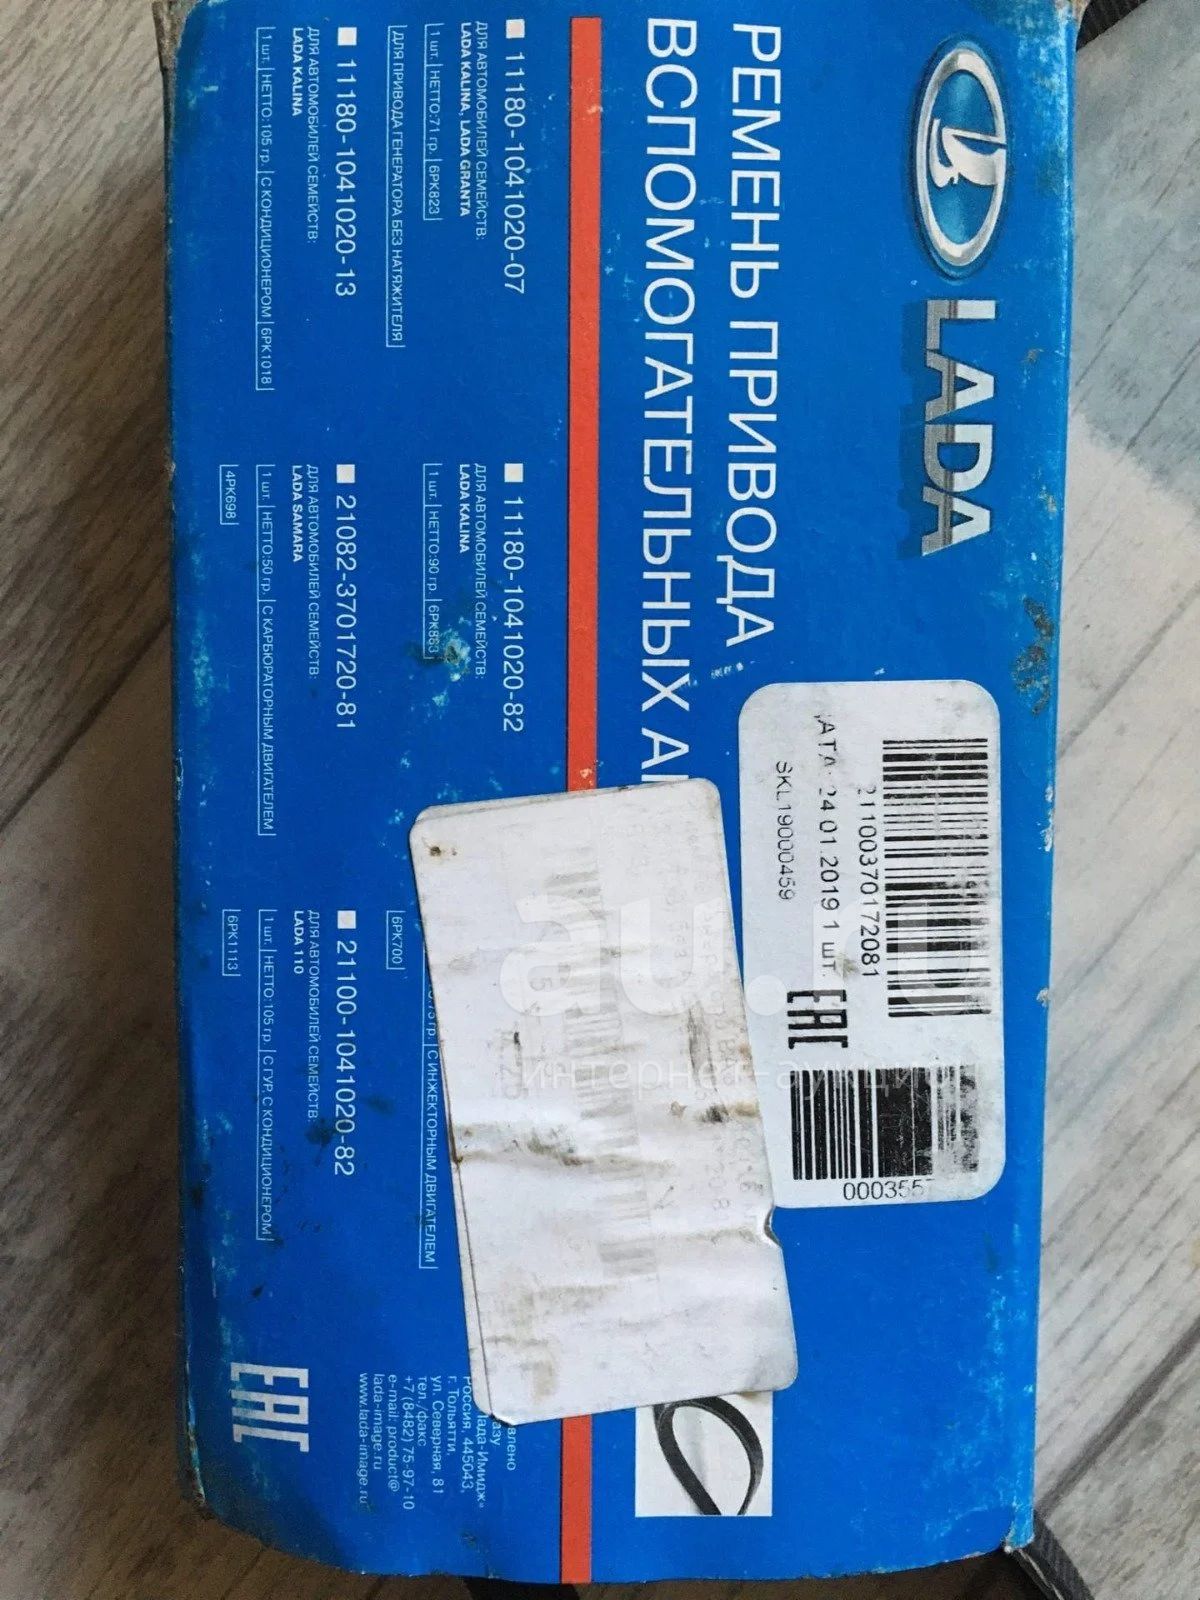 LADA
РЕМЕНЬ ПРИВОДА
ВСПОМОГАТЕЛЬНЫХ
21100370172081
24.01.2019 1 шт.
SKL19000459
EAC
11180-1041020-07
ДЛЯ АВТОМОБИЛЕЙ СЕМЕЙСТВ:
LADA KALINA, LADA GRANTA
1 шт. НЕТТО:71 гр. 6PK823
ДЛЯ ПРИВОДА ГЕНЕРАТОРА БЕЗ НАТЯЖИТЕЛЯ
11180-1041020-82
ДЛЯ АВТОМОБИЛЕЙ СЕМЕЙСТВ:
LADA KALINA
1 шт. НЕТТО:90 гр. 6PK883
С ИНЖЕКТОРНЫМ ДВИГАТЕЛЕМ
6PK700
11180-1041020-13
ДЛЯ АВТОМОБИЛЕЙ СЕМЕЙСТВ:
LADA KALINA
1 шт. НЕТТО:105 гр. С КОНДИЦИОНЕРОМ 6PK1018
21082-3701720-81
ДЛЯ АВТОМОБИЛЕЙ СЕМЕЙСТВ:
LADA SAMARA
1 шт. НЕТТО:50 гр. С КАРБЮРАТОРНЫМ ДВИГАТЕЛЕМ
4PK698
21100-1041020-82
ДЛЯ АВТОМОБИЛЕЙ СЕМЕЙСТВ:
LADA 110
1 шт. НЕТТО:105 гр. С ГУР, С КОНДИЦИОНЕРОМ
6PK1113
Россия, 445043,
г. Тольятти,
ул. Северная, 81
тел./факс
+7 (8482) 75-97-10
e-mail: product@
lada-image.ru
www.lada-image.ru
EAC
au.ru
интернет-аукцион